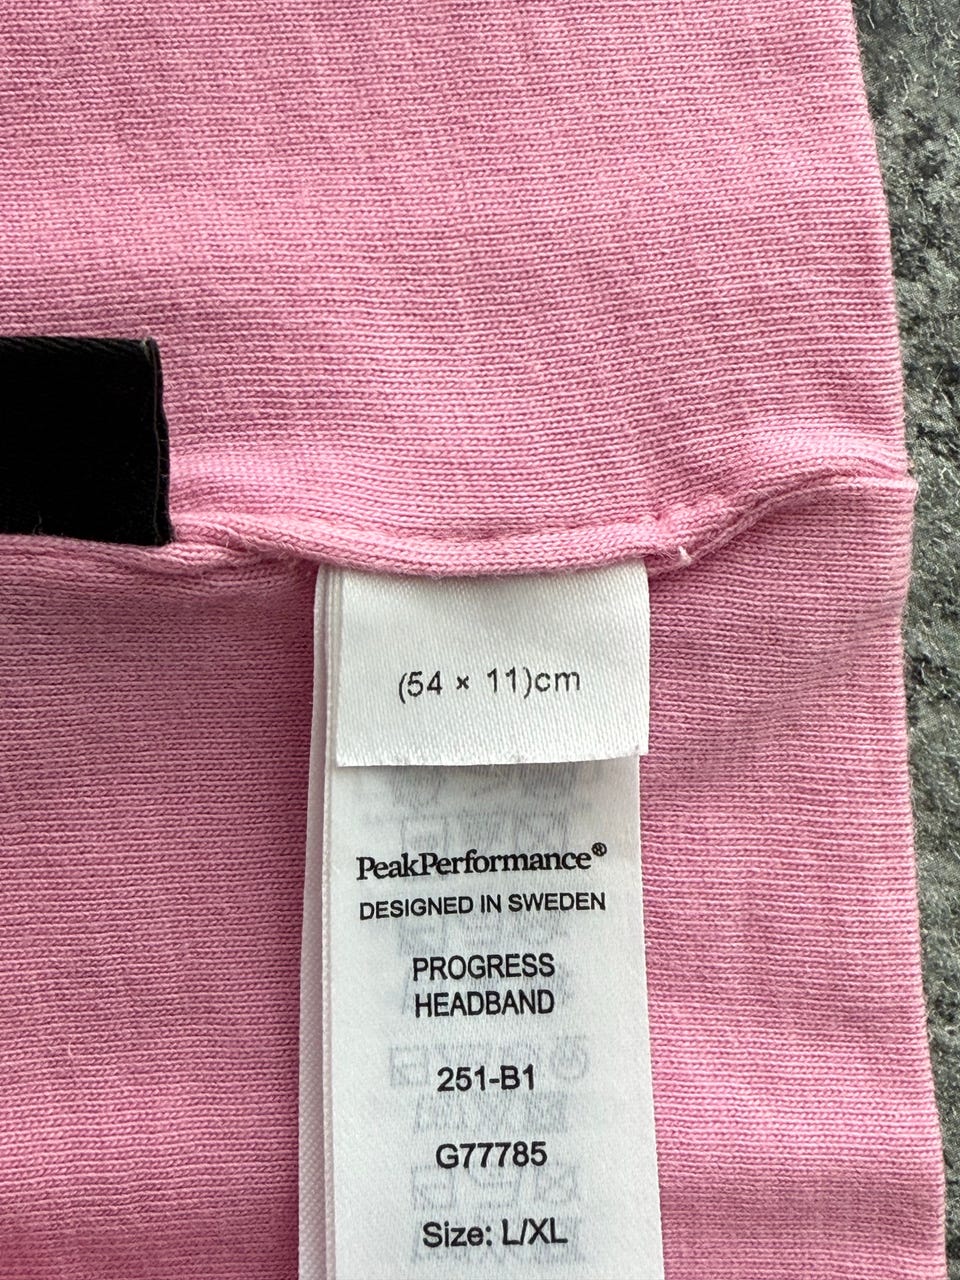 (54 × 11)cm
PeakPerformance®
DESIGNED IN SWEDEN
PROGRESS
HEADBAND
251-B1
G77785
Size: L/XL